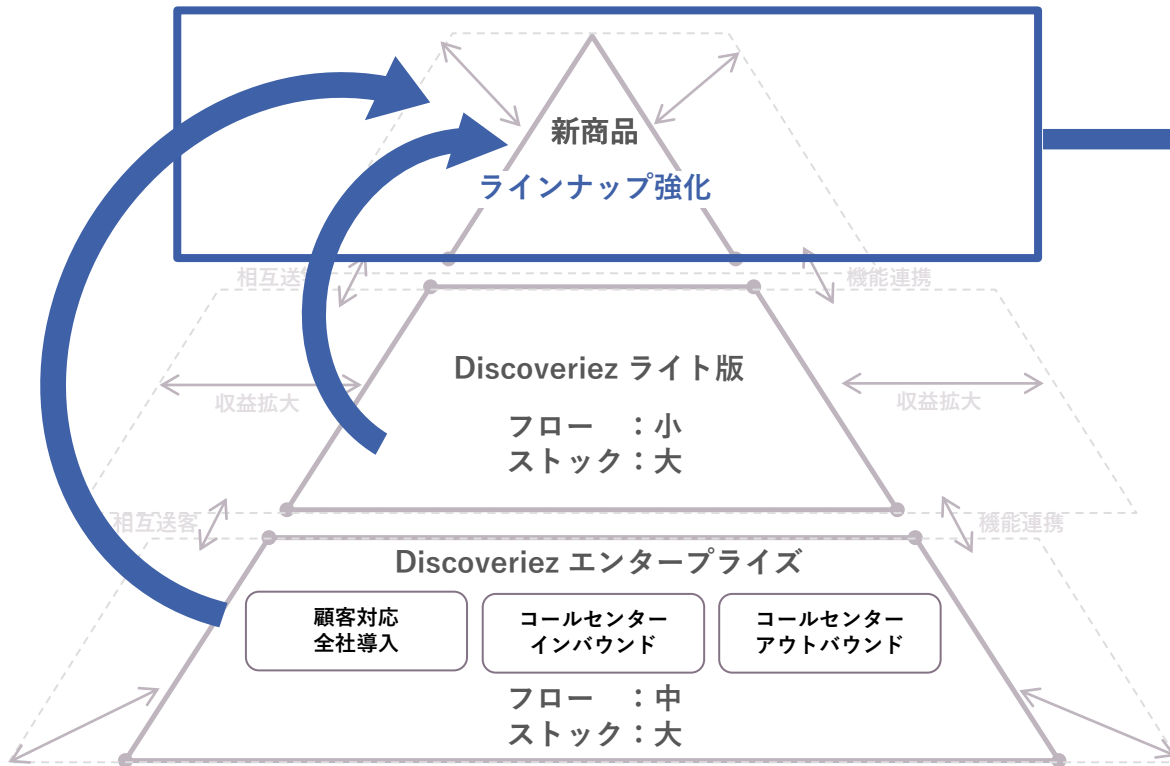 新商品
ラインナップ強化
相互送
機能連携
Discoveriez ライト版
収益拡大
収益拡大
フロー ：小
ストック：大
相互送客
機能連携
Discoveriez エンタープライズ
顧客対応
全社導入
コールセンター
インバウンド
コールセンター
アウトバウンド
フロー ：中
ストック：大